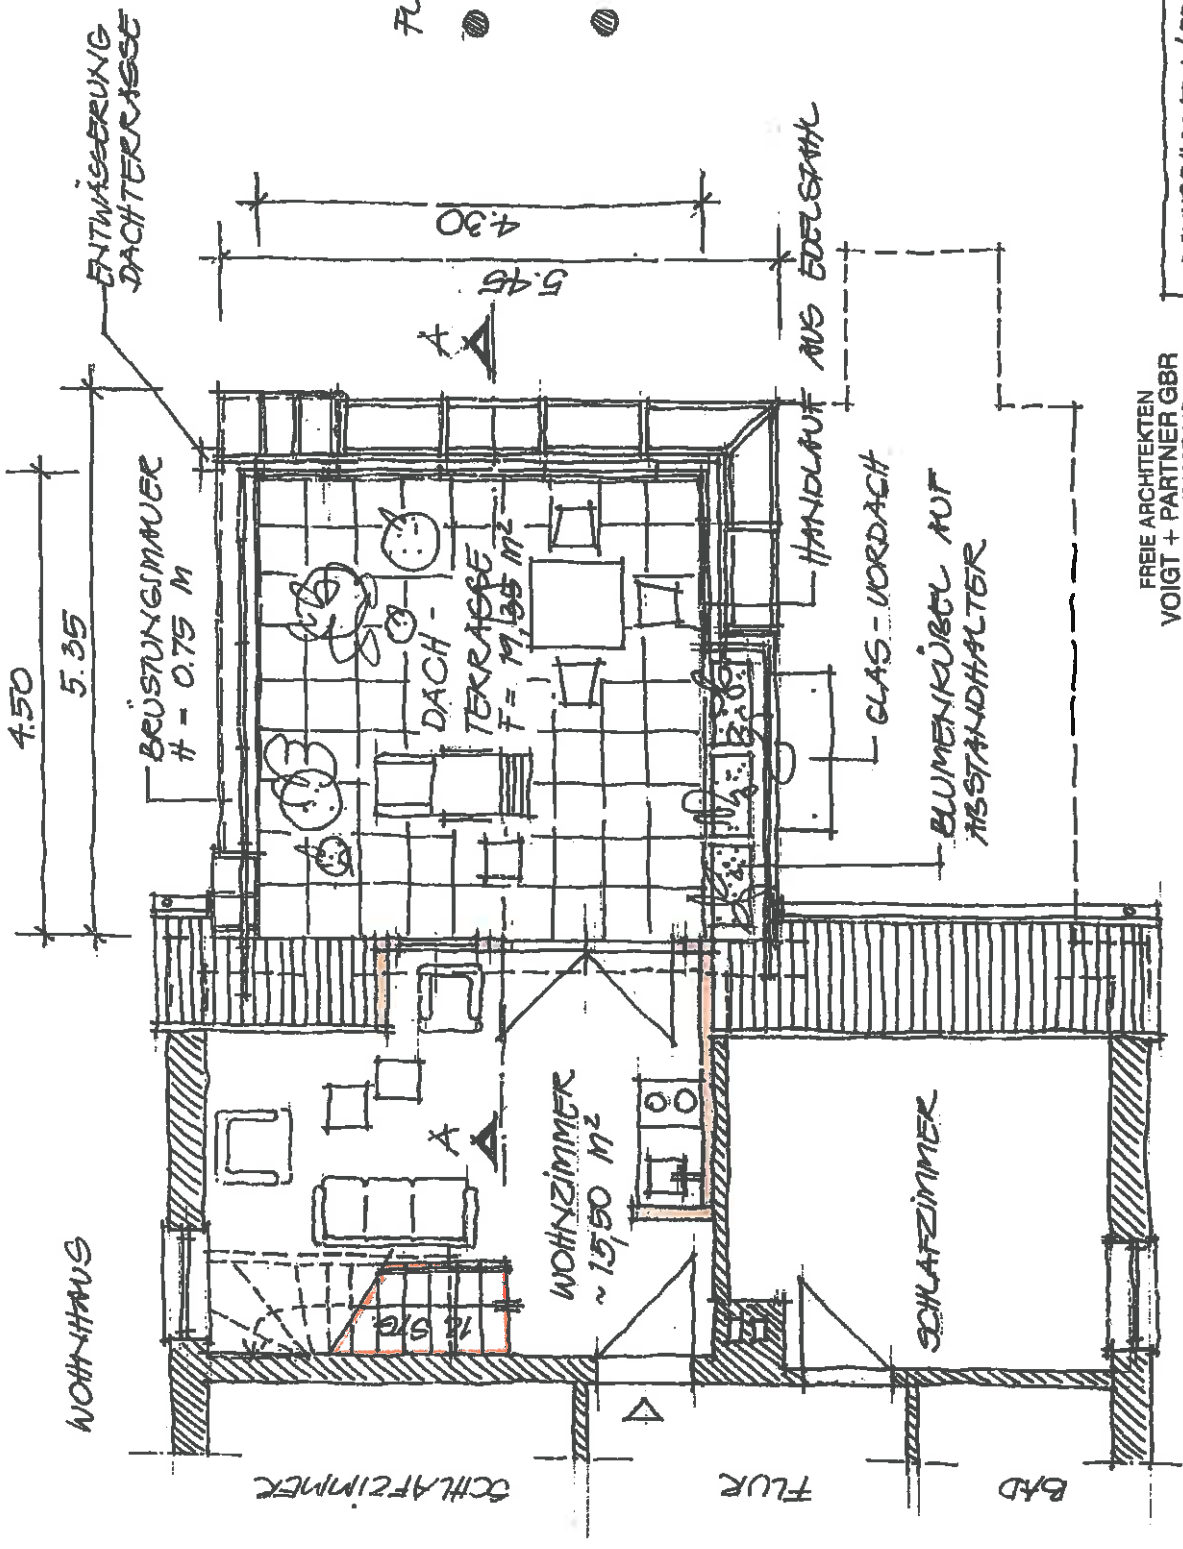 ENTWÄSSERUNG
DACHTERRASSE
4.50
5.35
BRÜSTUNGSMAUER
H = 0.75 M
4.30
5.45
A
DACH-
TERRASSE
F = 19,35 M²
HANDLAUF AUS EDELSTAHL
GLAS-VORDACH
BLUMENKÜBEL AUF
ABSTANDHALTER
WOHNHAUS
A
WOHNZIMMER
~15,50 M²
16 STG.
SCHLAFZIMMER
SCHLAFZIMMER
FLUR
BAD
FREIE ARCHITEKTEN
VOIGT + PARTNER GBR